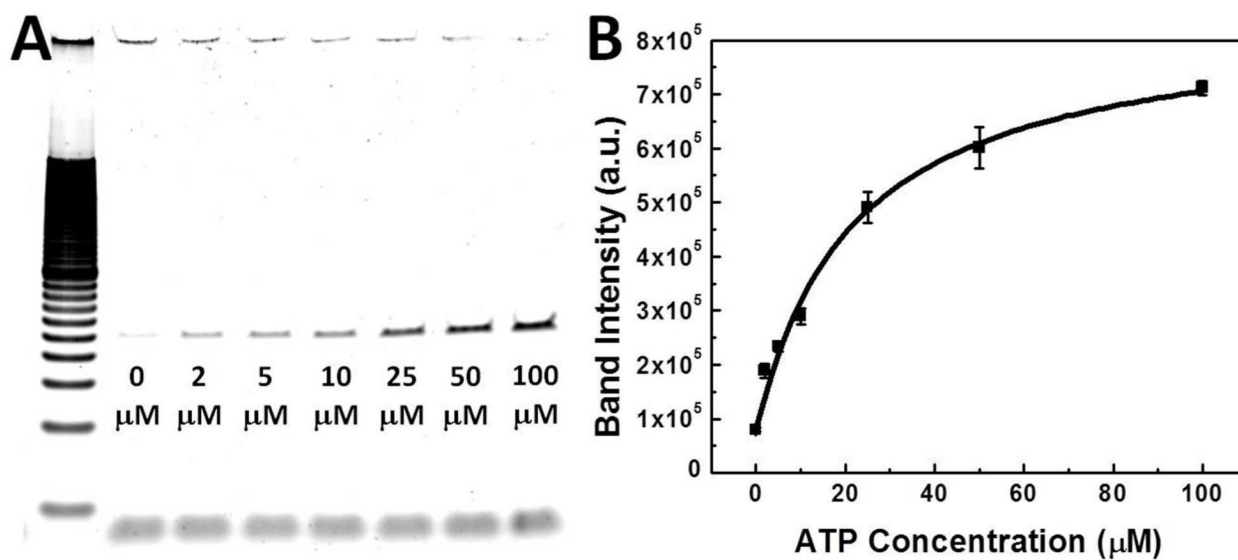 A
0 2 5 10 25 50 100
μM μM μM μM μM μM μM
B
8x10⁵
7x10⁵
6x10⁵
5x10⁵
4x10⁵
3x10⁵
2x10⁵
1x10⁵
0
Band Intensity (a.u.)
0 20 40 60 80 100
ATP Concentration (μM)